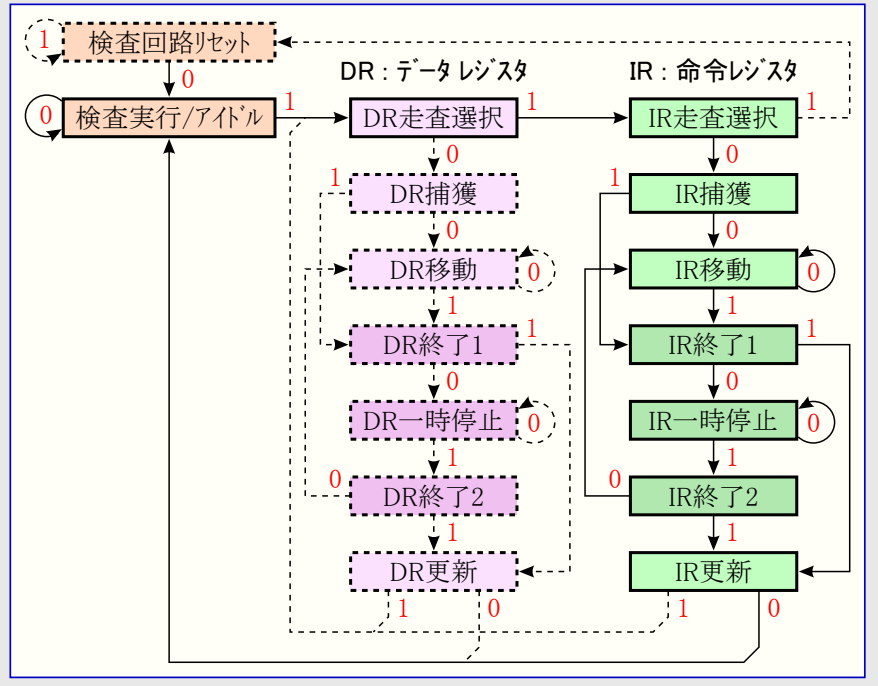 1
検査回路リセット
0
DR：データ レジスタ
IR：命令レジスタ
0
検査実行/アイドル
1
DR走査選択
1
IR走査選択
1
0
0
1
DR捕獲
1
IR捕獲
0
0
DR移動
0
IR移動
0
1
1
DR終了1
1
IR終了1
1
0
0
DR一時停止
0
IR一時停止
0
1
1
0
DR終了2
0
IR終了2
1
1
DR更新
IR更新
1
0
1
0